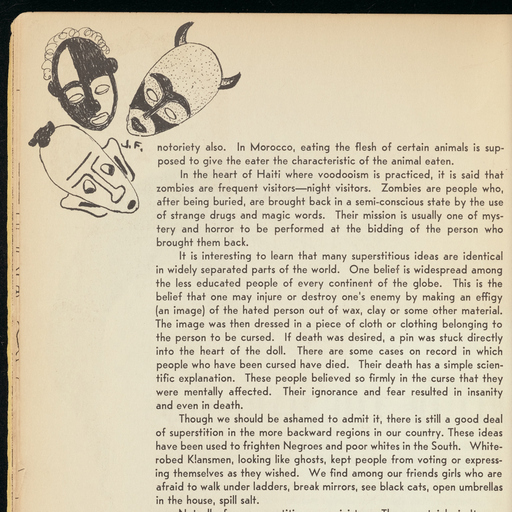 J.F.
notoriety also. In Morocco, eating the flesh of certain animals is sup-
posed to give the eater the characteristic of the animal eaten.
In the heart of Haiti where voodooism is practiced, it is said that
zombies are frequent visitors—night visitors. Zombies are people who,
after being buried, are brought back in a semi-conscious state by the use
of strange drugs and magic words. Their mission is usually one of mys-
tery and horror to be performed at the bidding of the person who
brought them back.
It is interesting to learn that many superstitious ideas are identical
in widely separated parts of the world. One belief is widespread among
the less educated people of every continent of the globe. This is the
belief that one may injure or destroy one's enemy by making an effigy
(an image) of the hated person out of wax, clay or some other material.
The image was then dressed in a piece of cloth or clothing belonging to
the person to be cursed. If death was desired, a pin was stuck directly
into the heart of the doll. There are some cases on record in which
people who have been cursed have died. Their death has a simple scien-
tific explanation. These people believed so firmly in the curse that they
were mentally affected. Their ignorance and fear resulted in insanity
and even in death.
Though we should be ashamed to admit it, there is still a good deal
of superstition in the more backward regions in our country. These ideas
have been used to frighten Negroes and poor whites in the South. White-
robed Klansmen, looking like ghosts, kept people from voting or express-
ing themselves as they wished. We find among our friends girls who are
afraid to walk under ladders, break mirrors, see black cats, open umbrellas
in the house, spill salt.